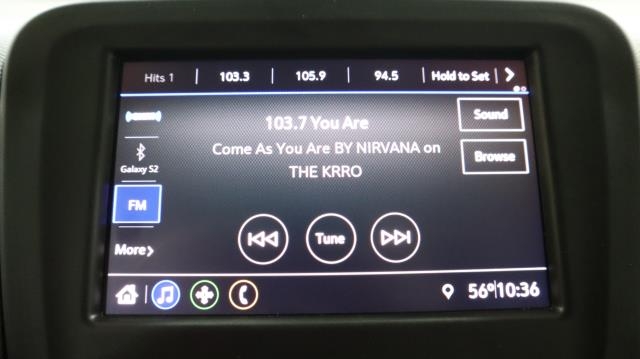 Hits 1 103.3 105.9 94.5 Hold to Set
103.7 You Are
Come As You Are BY NIRVANA on
THE KRRO
Sound
Browse
Galaxy S2
FM
More
Tune
56° 10:36